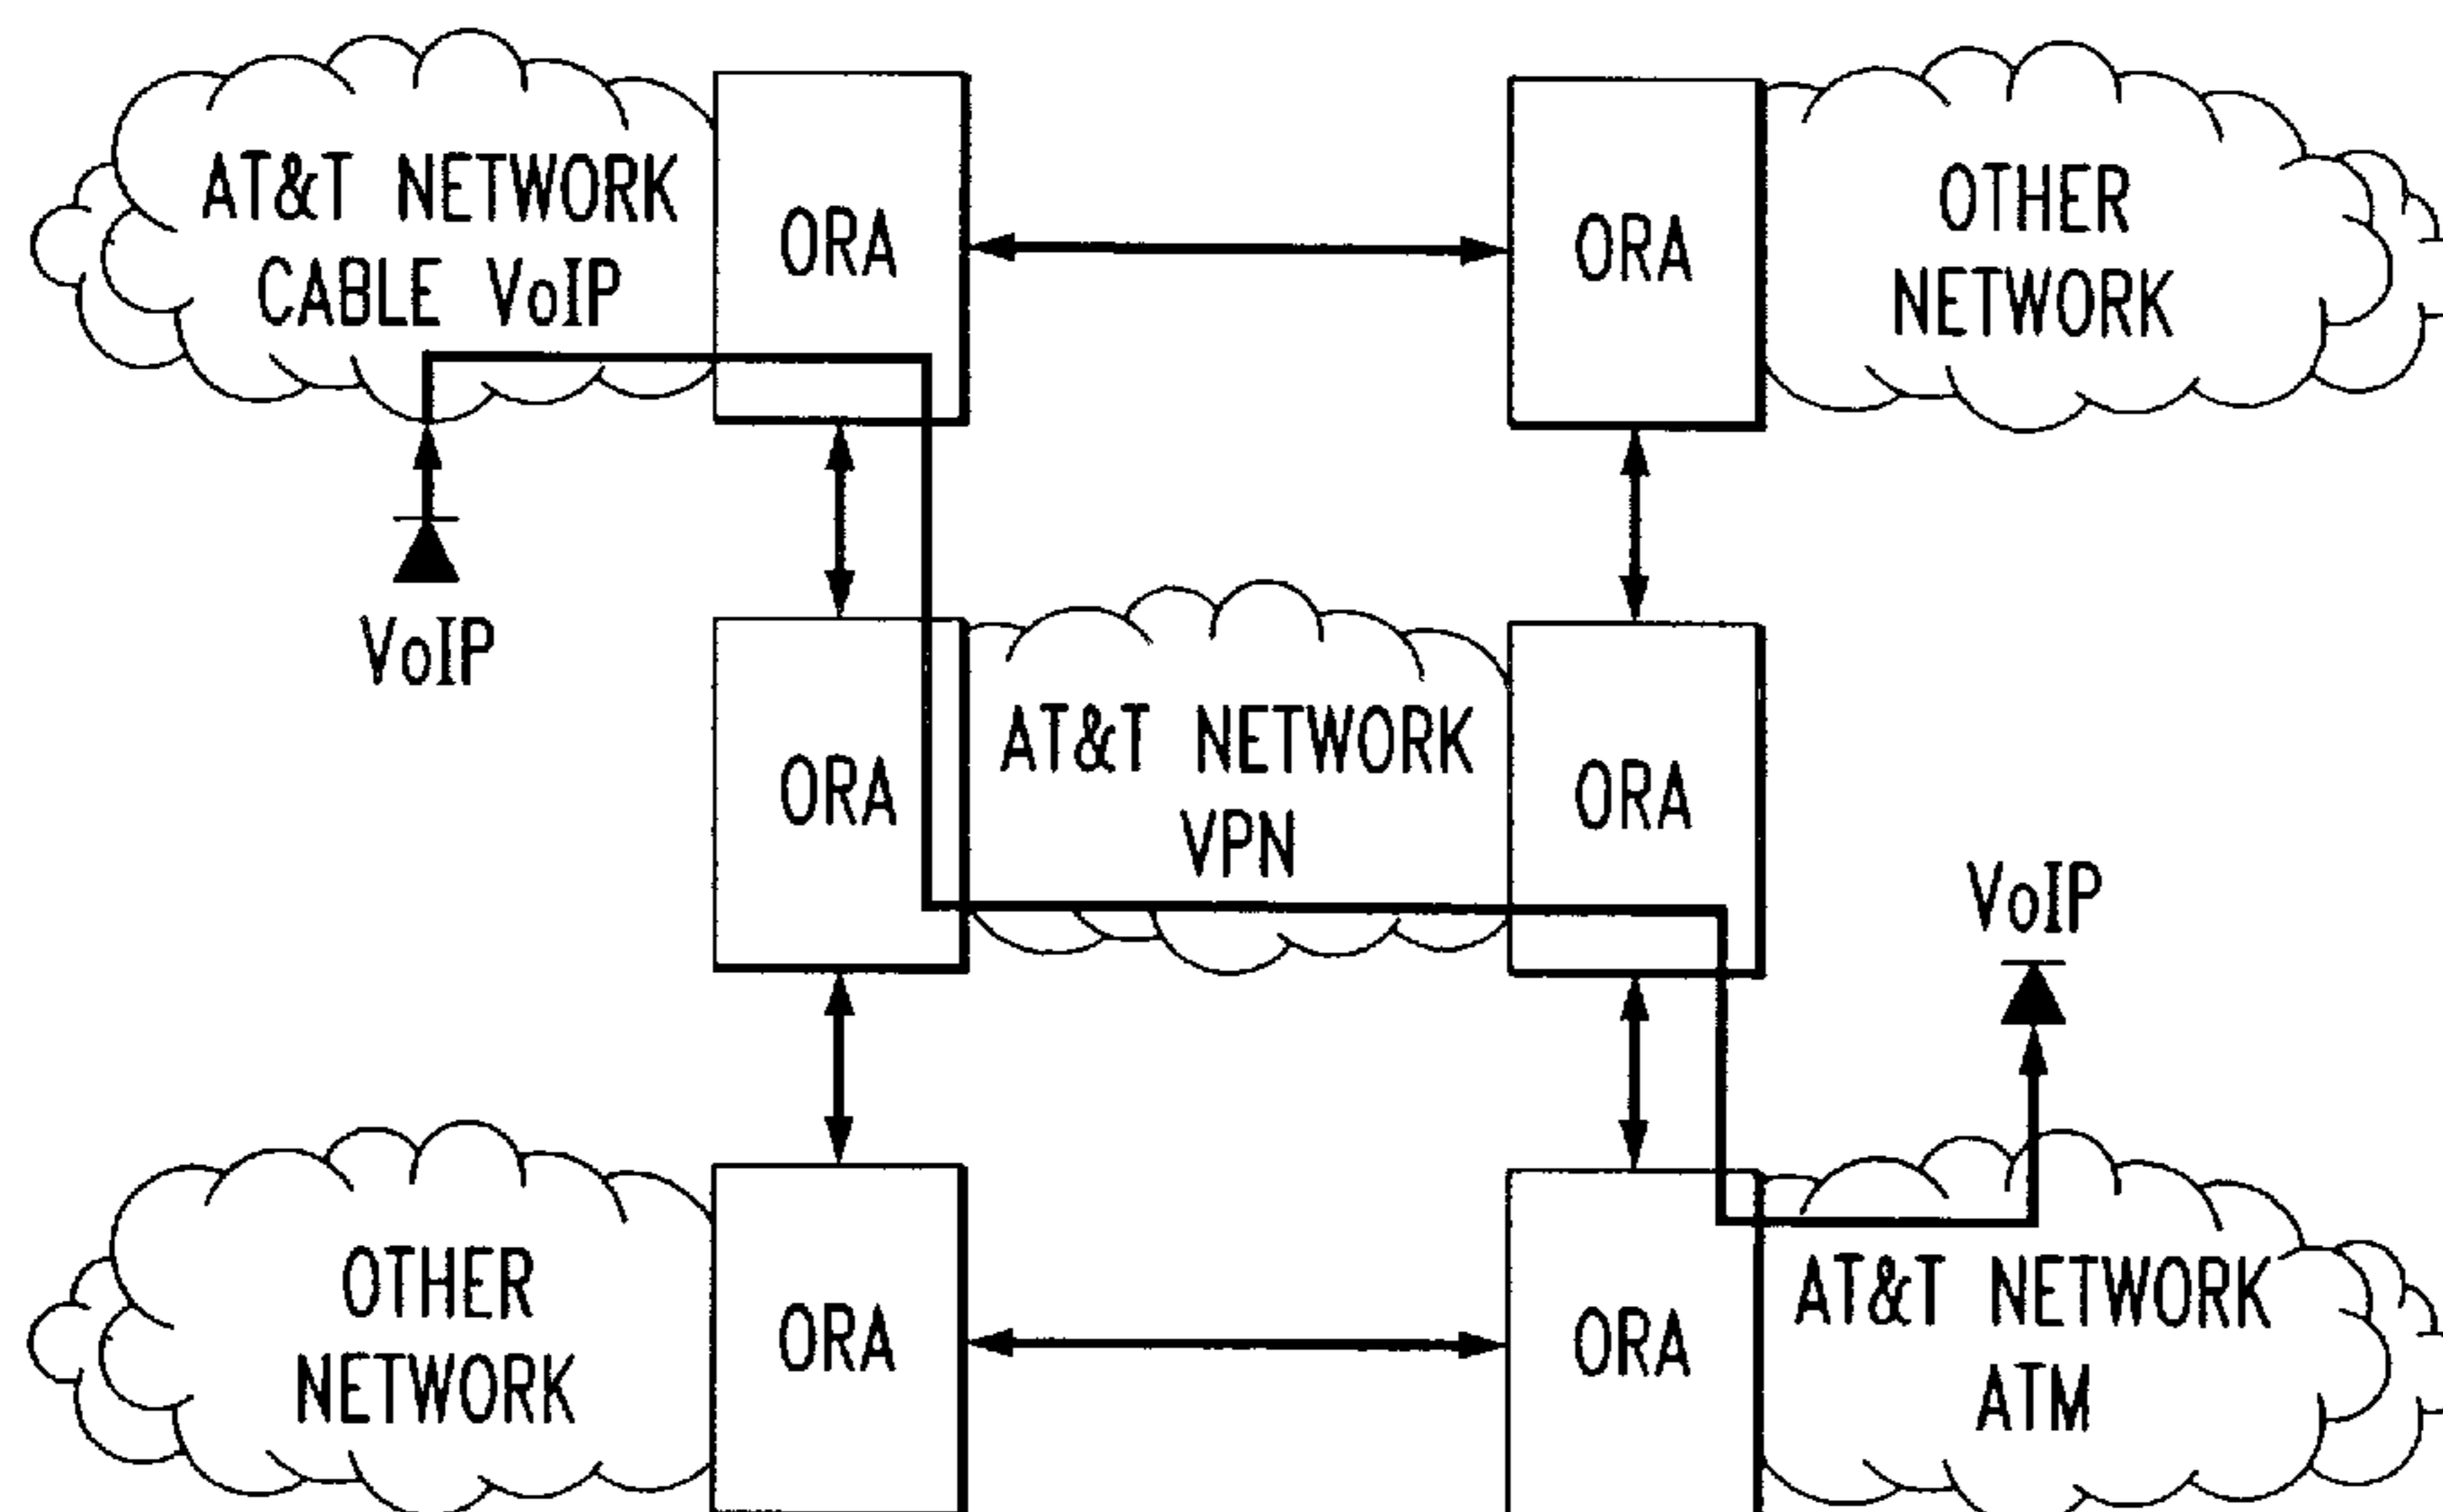 AT&T NETWORK
CABLE VoIP
ORA
ORA
OTHER
NETWORK
VoIP
ORA
AT&T NETWORK
VPN
ORA
VoIP
OTHER
NETWORK
ORA
ORA
AT&T NETWORK
ATM